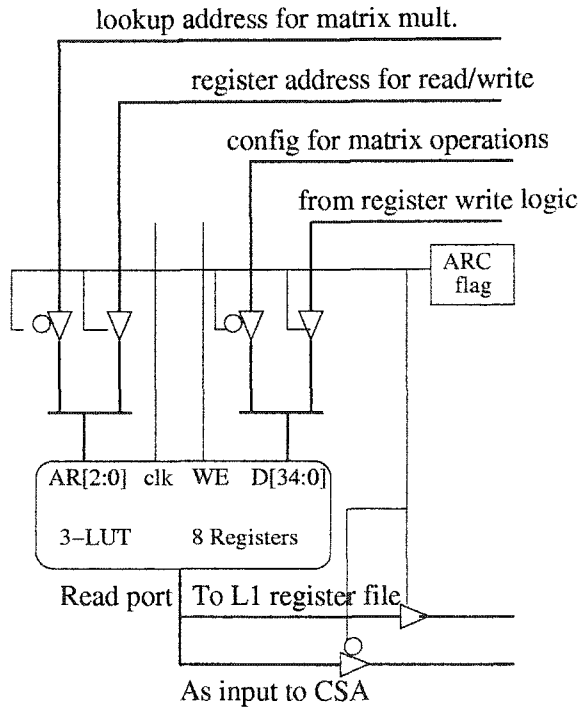 lookup address for matrix mult.
register address for read/write
config for matrix operations
from register write logic
ARC
flag
AR[2:0] clk WE D[34:0]
3-LUT 8 Registers
Read port To L1 register file
As input to CSA